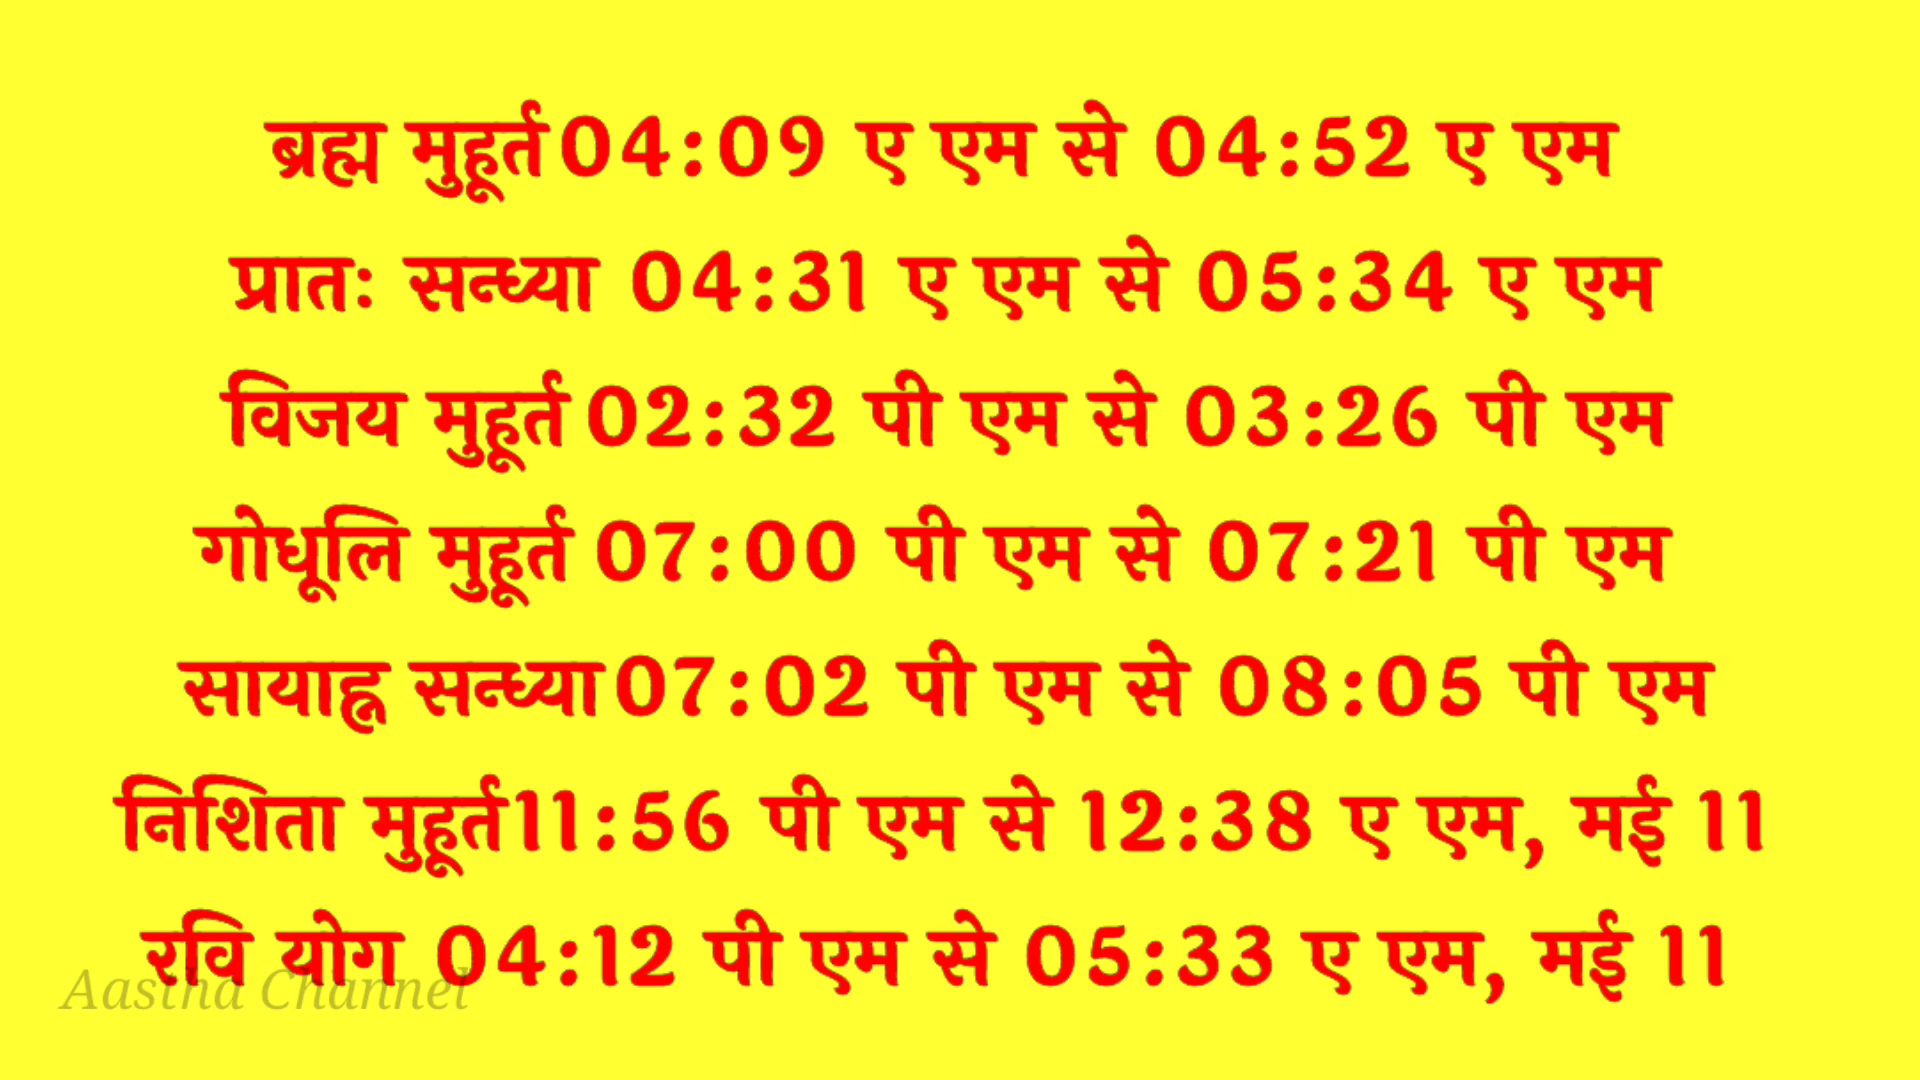 ब्रह्म मुहूर्त04:09 ए एम से 04:52 ए एम
प्रातः सन्ध्या 04:31 ए एम से 05:34 ए एम
विजय मुहूर्त 02:32 पी एम से 03:26 पी एम
गोधूलि मुहूर्त 07:00 पी एम से 07:21 पी एम
सायाह्न सन्ध्या07:02 पी एम से 08:05 पी एम
निशिता मुहूर्त11:56 पी एम से 12:38 ए एम, मई 11
रवि योग 04:12 पी एम से 05:33 ए एम, मई 11
Aastha Channel